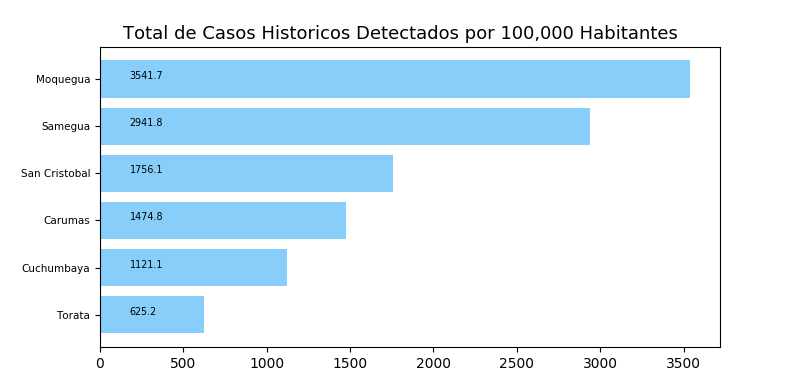 Total de Casos Historicos Detectados por 100,000 Habitantes
Moquegua 3541.7
Samegua 2941.8
San Cristobal 1756.1
Carumas 1474.8
Cuchumbaya 1121.1
Torata 625.2
0 500 1000 1500 2000 2500 3000 3500